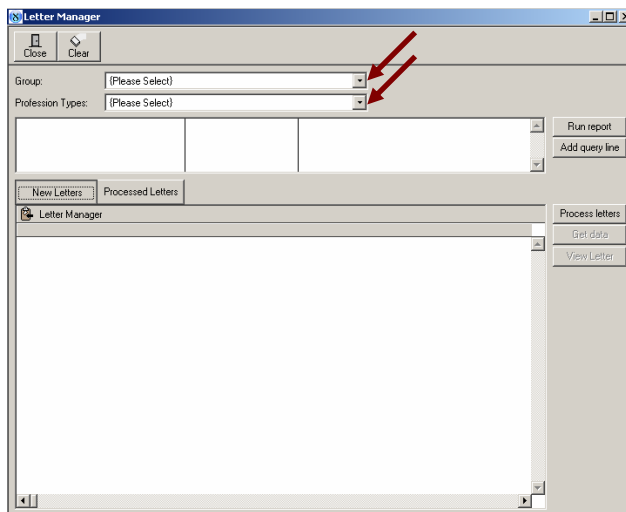 Letter Manager
Close Clear
Group: {Please Select}
Profession Types: {Please Select}
Run report
Add query line
New Letters Processed Letters
Letter Manager
Process letters
Get data
View Letter